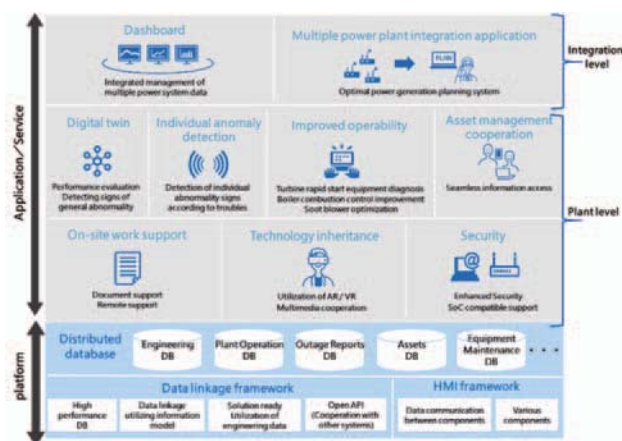 Dashboard
Integrated management of
multiple power system data
Multiple power plant integration application
PLAN
Optimal power generation planning system
Integration
level
Digital twin
Performance evaluation
Detecting signs of
general abnormality
Individual anomaly
detection
Detection of individual
abnormality signs
according to troubles
Improved operability
Turbine rapid start equipment diagnosis
Boiler combustion control improvement
Soot blower optimization
Asset management
cooperation
Seamless information access
Plant level
On-site work support
Document support
Remote support
Technology inheritance
Utilization of AR/VR
Multimedia cooperation
Security
@
Enhanced Security
SoC compatible support
Application/Service
platform
Distributed
database
Engineering
DB
Plant Operation
DB
Outage Reports
DB
Assets
DB
Equipment
Maintenance
DB
• • •
Data linkage framework
High
performance
DB
Data linkage
utilizing information
model
Solution ready
Utilization of
engineering data
Open API
(Cooperation with
other systems)
HMI framework
Data communication
between components
Various
components